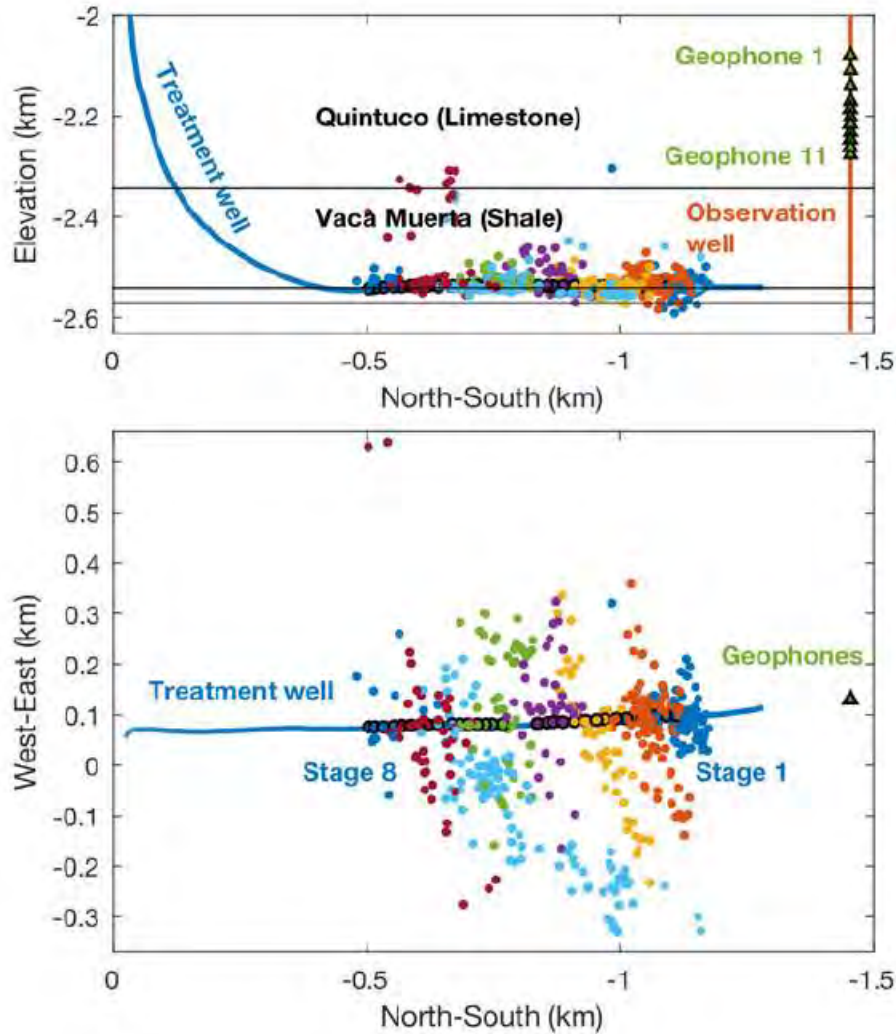 -2
-2.2
-2.4
-2.6
Elevation (km)
Treatment well
Quintuco (Limestone)
Vaca Muerta (Shale)
Geophone 1
Geophone 11
Observation
well
0
-0.5
-1
-1.5
North-South (km)
0.6
0.5
0.4
0.3
0.2
0.1
0
-0.1
-0.2
-0.3
West-East (km)
Treatment well
Geophones
Stage 8
Stage 1
0
-0.5
-1
-1.5
North-South (km)